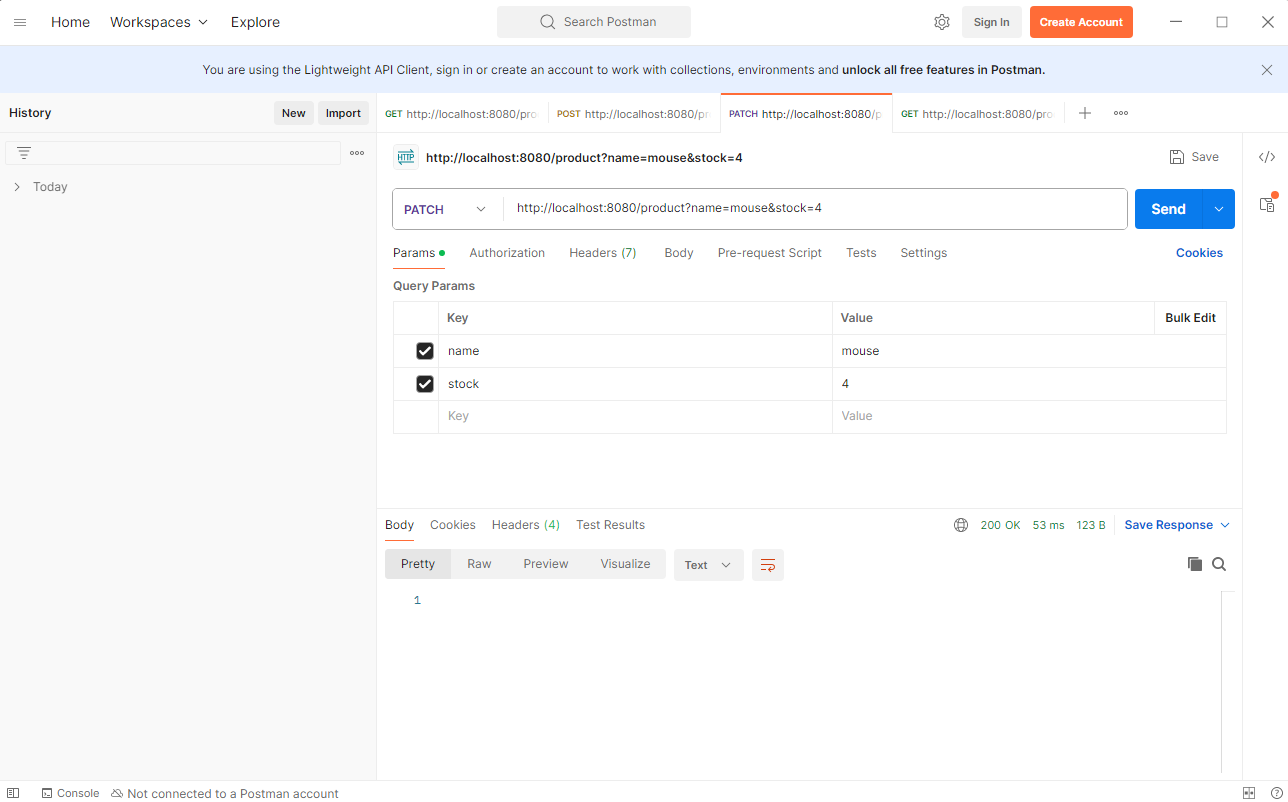 Home Workspaces Explore Search Postman Sign In Create Account
You are using the Lightweight API Client, sign in or create an account to work with collections, environments and unlock all free features in Postman.
History New Import
GET http://localhost:8080/pro POST http://localhost:8080/pr PATCH http://localhost:8080/p GET http://localhost:8080/pro
HTTP http://localhost:8080/product?name=mouse&stock=4 Save
Today
PATCH http://localhost:8080/product?name=mouse&stock=4 Send
Params Authorization Headers (7) Body Pre-request Script Tests Settings Cookies
Query Params
Key Value Bulk Edit
name mouse
stock 4
Key Value
Body Cookies Headers (4) Test Results 200 OK 53 ms 123 B Save Response
Pretty Raw Preview Visualize Text
1
Console Not connected to a Postman account